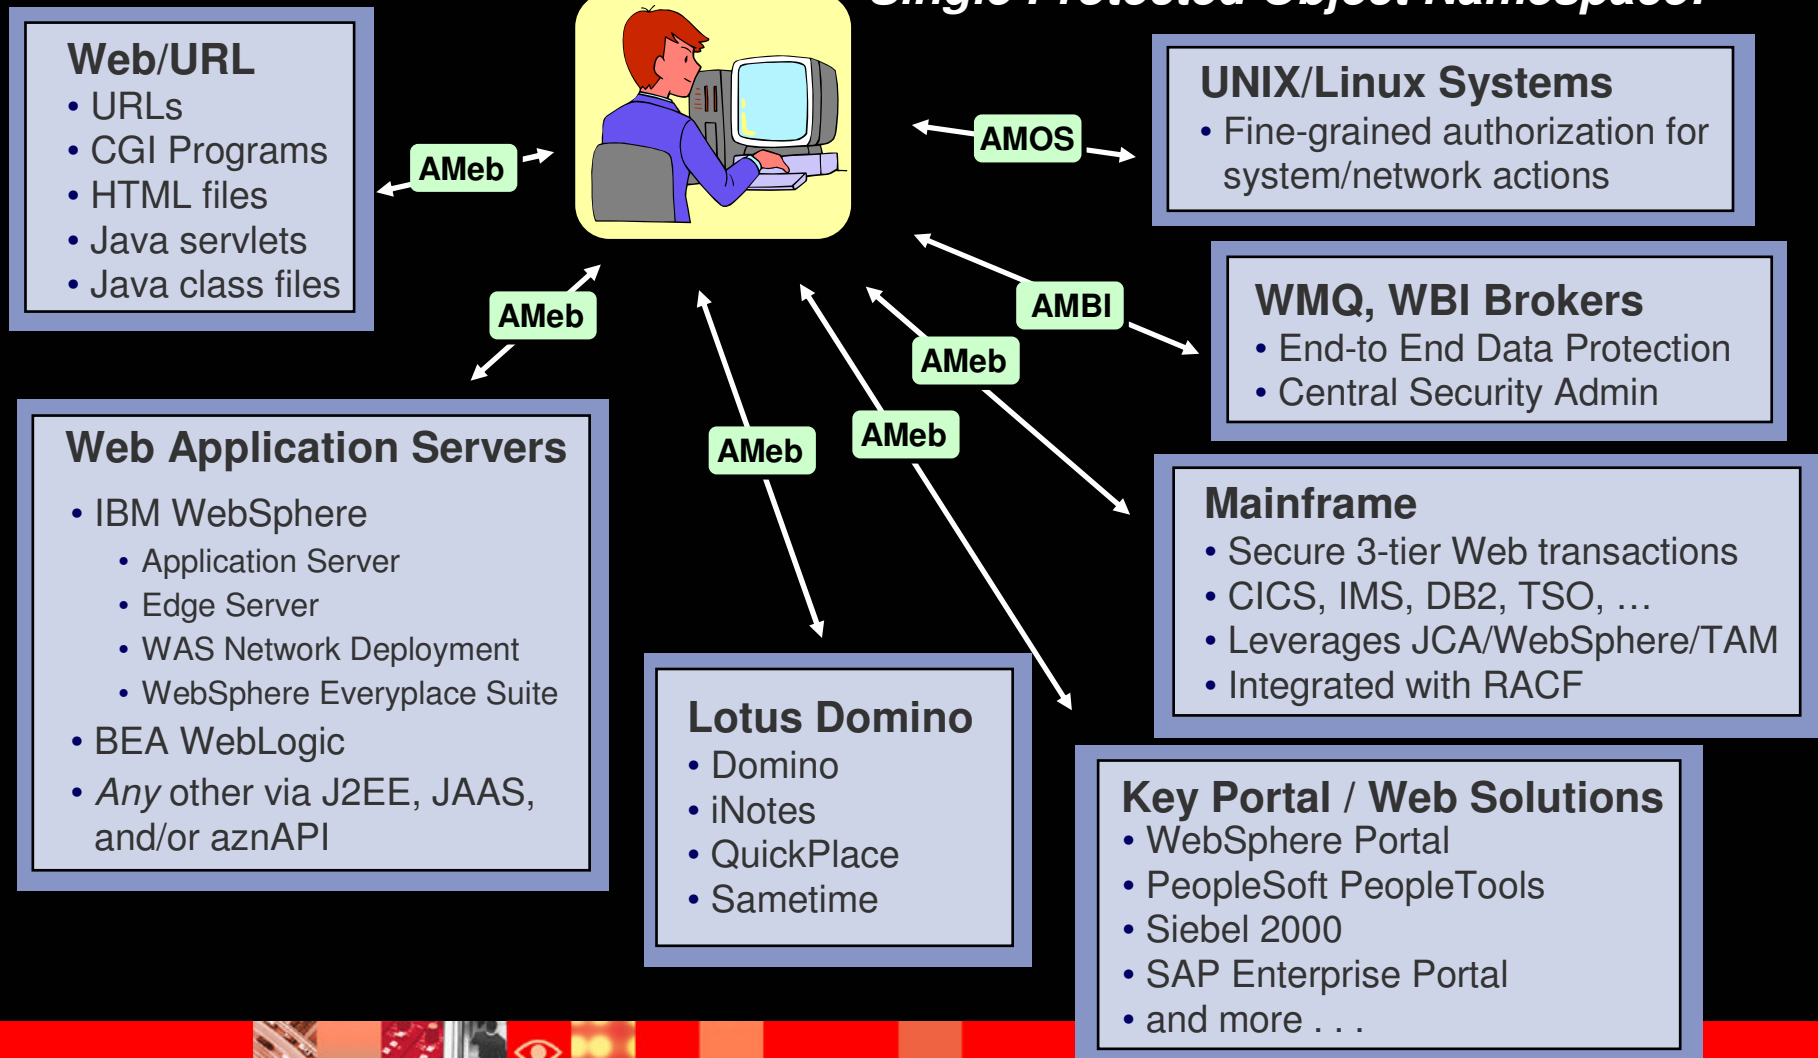 Single Protected Object Namespace!
Web/URL
• URLs
• CGI Programs
• HTML files
• Java servlets
• Java class files
AMeb
AMOS
UNIX/Linux Systems
• Fine-grained authorization for
system/network actions
AMeb
AMBI
WMQ, WBI Brokers
• End-to End Data Protection
• Central Security Admin
AMeb
AMeb
AMeb
Web Application Servers
• IBM WebSphere
• Application Server
• Edge Server
• WAS Network Deployment
• WebSphere Everyplace Suite
• BEA WebLogic
• Any other via J2EE, JAAS,
and/or aznAPI
Mainframe
• Secure 3-tier Web transactions
• CICS, IMS, DB2, TSO, …
• Leverages JCA/WebSphere/TAM
• Integrated with RACF
Lotus Domino
• Domino
• iNotes
• QuickPlace
• Sametime
Key Portal / Web Solutions
• WebSphere Portal
• PeopleSoft PeopleTools
• Siebel 2000
• SAP Enterprise Portal
• and more . . .